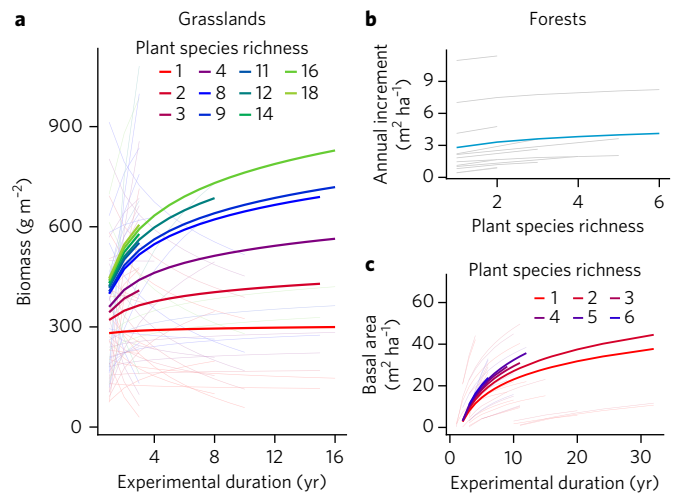 a
Grasslands
Plant species richness
1 4 11 16
2 8 12 18
3 9 14
900
600
300
0
Biomass (g m⁻²)
4 8 12 16
Experimental duration (yr)
b
Forests
9
6
3
0
Annual increment
(m² ha⁻¹)
2 4 6
Plant species richness
c
Plant species richness
1 2 3
4 5 6
60
40
20
0
Basal area
(m² ha⁻¹)
0 10 20 30
Experimental duration (yr)